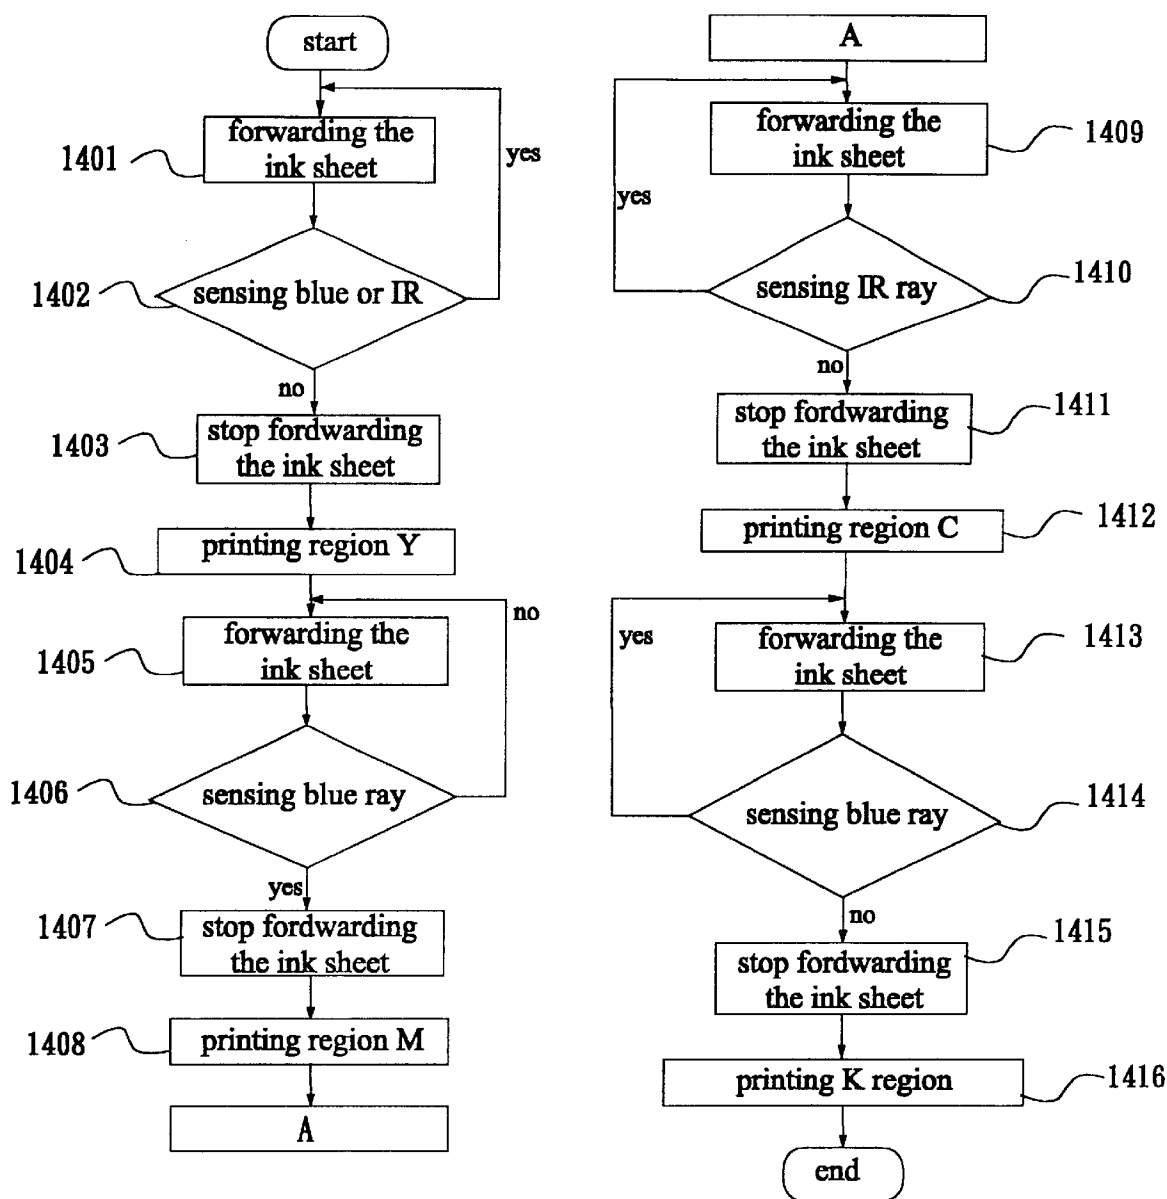 start
forwarding the
ink sheet
1401
yes
sensing blue or IR
1402
no
stop fordwarding
the ink sheet
1403
printing region Y
1404
no
forwarding the
ink sheet
1405
sensing blue ray
1406
yes
stop fordwarding
the ink sheet
1407
printing region M
1408
A
A
forwarding the
ink sheet
1409
yes
sensing IR ray
1410
no
stop fordwarding
the ink sheet
1411
printing region C
1412
yes
forwarding the
ink sheet
1413
sensing blue ray
1414
no
stop fordwarding
the ink sheet
1415
printing K region
1416
end